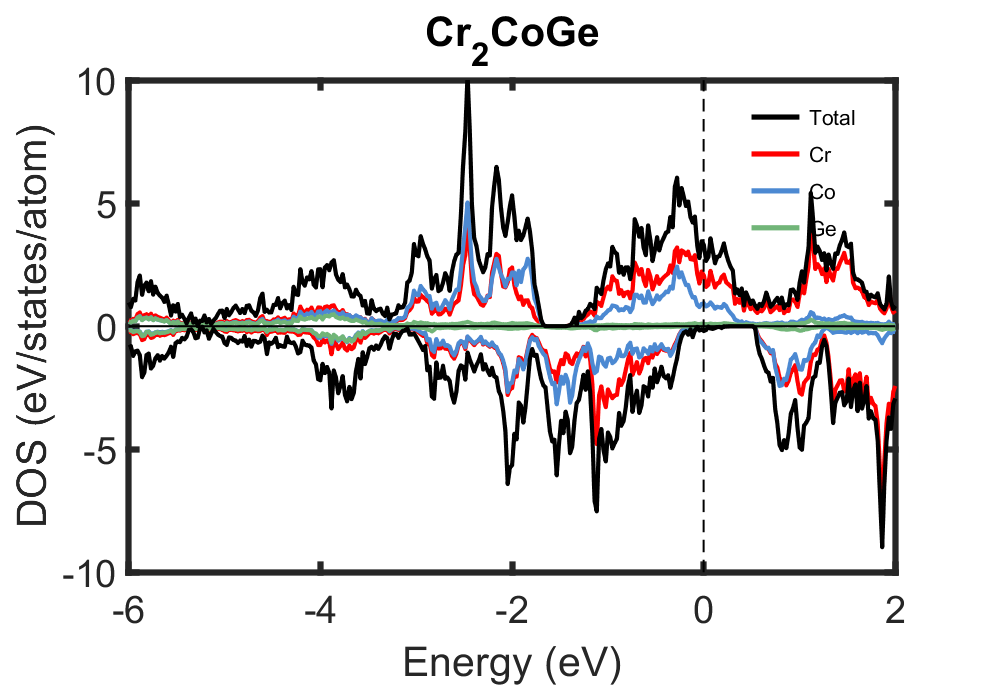 Cr2CoGe
10
5
0
-5
-10
DOS (eV/states/atom)
Total
Cr
Co
Ge
-6
-4
-2
0
2
Energy (eV)